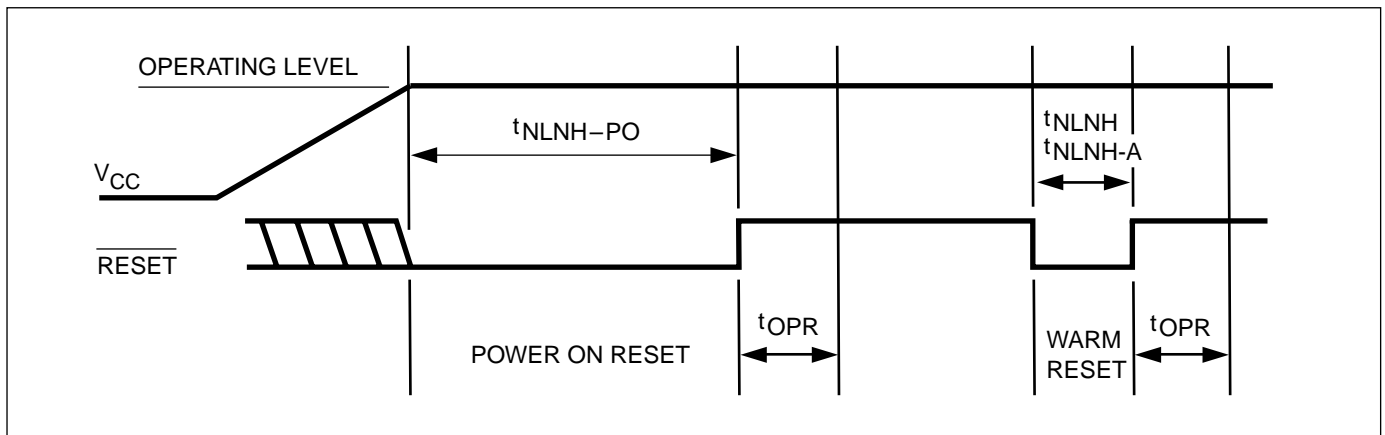 OPERATING LEVEL
tNLNH–PO
tNLNH
tNLNH-A
VCC
RESET
tOPR
POWER ON RESET
WARM
RESET
tOPR